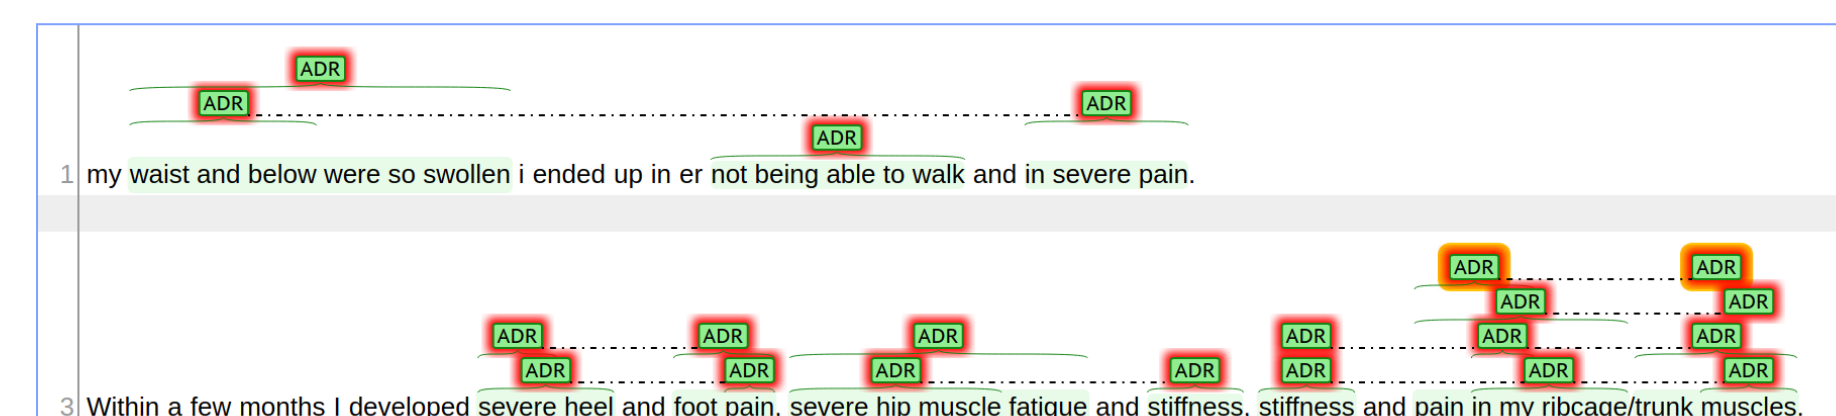 ADR
ADR ADR
ADR
1 my waist and below were so swollen i ended up in er not being able to walk and in severe pain.
ADR ADR
ADR ADR
ADR ADR ADR ADR ADR ADR
ADR ADR ADR ADR ADR ADR ADR
3 Within a few months I developed severe heel and foot pain, severe hip muscle fatigue and stiffness, stiffness and pain in my ribcage/trunk muscles.